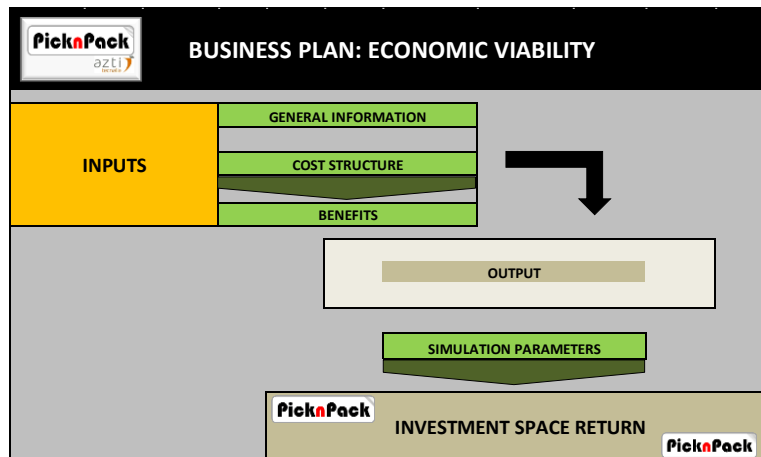 PicknPack
azti
BUSINESS PLAN: ECONOMIC VIABILITY
GENERAL INFORMATION
INPUTS
COST STRUCTURE
BENEFITS
OUTPUT
SIMULATION PARAMETERS
PicknPack
INVESTMENT SPACE RETURN
PicknPack